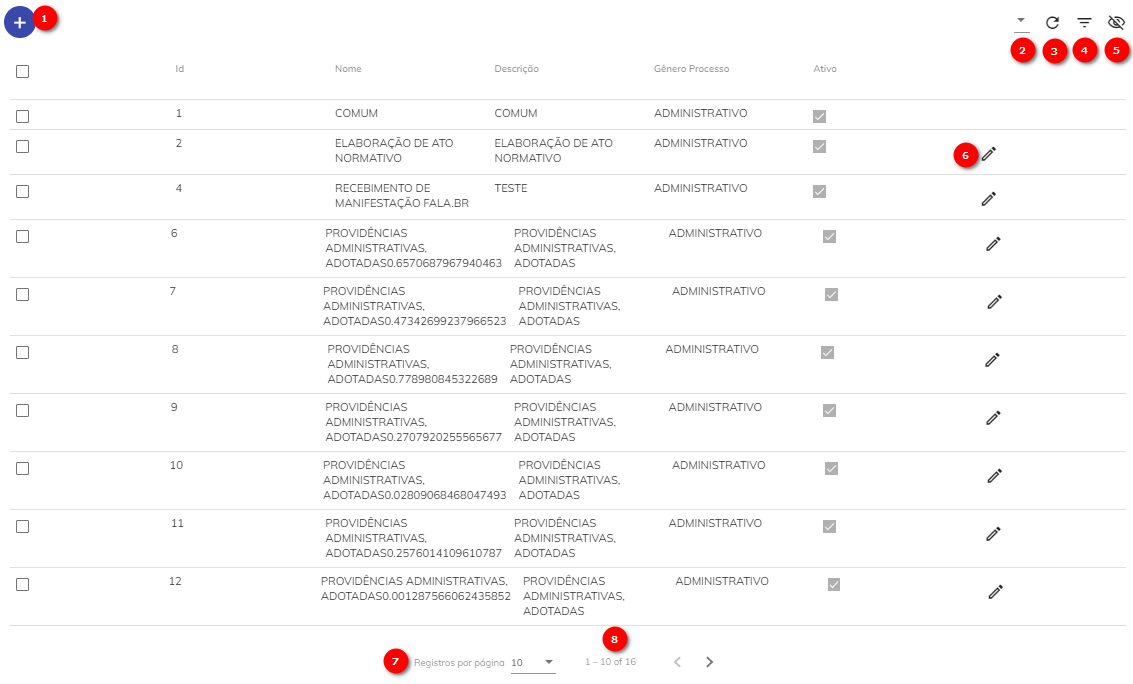 + 1
2 3 4 5
Id Nome Descrição Gênero Processo Ativo
1 COMUM COMUM ADMINISTRATIVO
2 ELABORAÇÃO DE ATO ELABORAÇÃO DE ATO ADMINISTRATIVO
NORMATIVO NORMATIVO
6
4 RECEBIMENTO DE TESTE ADMINISTRATIVO
MANIFESTAÇÃO FALA.BR
6 PROVIDÊNCIAS PROVIDÊNCIAS ADMINISTRATIVO
ADMINISTRATIVAS, ADMINISTRATIVAS,
ADOTADAS0.6570687967940463 ADOTADAS
7 PROVIDÊNCIAS PROVIDÊNCIAS ADMINISTRATIVO
ADMINISTRATIVAS, ADMINISTRATIVAS,
ADOTADAS0.47342699237966523 ADOTADAS
8 PROVIDÊNCIAS PROVIDÊNCIAS ADMINISTRATIVO
ADMINISTRATIVAS, ADMINISTRATIVAS,
ADOTADAS0.778980845322689 ADOTADAS
9 PROVIDÊNCIAS PROVIDÊNCIAS ADMINISTRATIVO
ADMINISTRATIVAS, ADMINISTRATIVAS,
ADOTADAS0.2707920255565677 ADOTADAS
10 PROVIDÊNCIAS PROVIDÊNCIAS ADMINISTRATIVO
ADMINISTRATIVAS, ADMINISTRATIVAS,
ADOTADAS0.02809068468047493 ADOTADAS
11 PROVIDÊNCIAS PROVIDÊNCIAS ADMINISTRATIVO
ADMINISTRATIVAS, ADMINISTRATIVAS,
ADOTADAS0.2576014109610787 ADOTADAS
12 PROVIDÊNCIAS ADMINISTRATIVAS, PROVIDÊNCIAS ADMINISTRATIVO
ADOTADAS0.001287566062435852 ADMINISTRATIVAS,
ADOTADAS
8
7 Registros por página 10 1 – 10 of 16